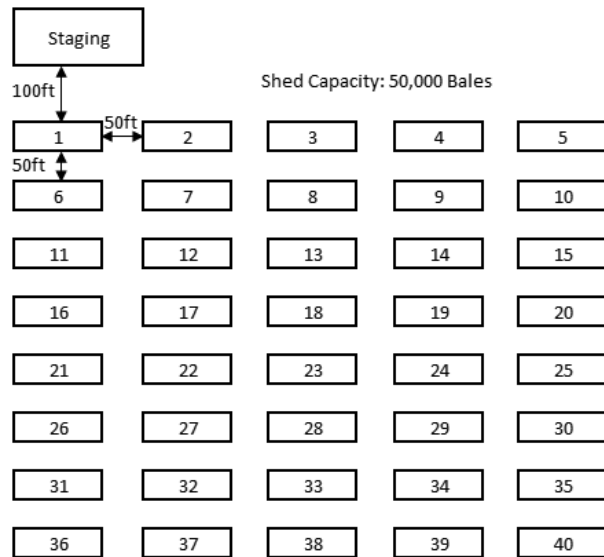 Staging
Shed Capacity: 50,000 Bales
100ft
50ft
1 2 3 4 5
50ft
6 7 8 9 10
11 12 13 14 15
16 17 18 19 20
21 22 23 24 25
26 27 28 29 30
31 32 33 34 35
36 37 38 39 40